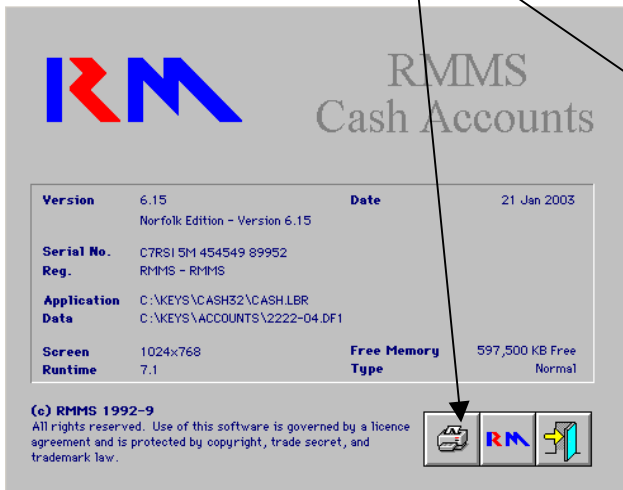 RM
RMMS
Cash Accounts
Version 6.15 Date 21 Jan 2003
Norfolk Edition - Version 6.15
Serial No. C7RSI 5M 454549 89952
Reg. RMMS - RMMS
Application C:\KEYS\CASH32\CASH.LBR
Data C:\KEYS\ACCOUNTS\2222-04.DF1
Screen 1024x768 Free Memory 597,500 KB Free
Runtime 7.1 Type Normal
(c) RMMS 1992-9
All rights reserved. Use of this software is governed by a licence
agreement and is protected by copyright, trade secret, and
trademark law.
RM